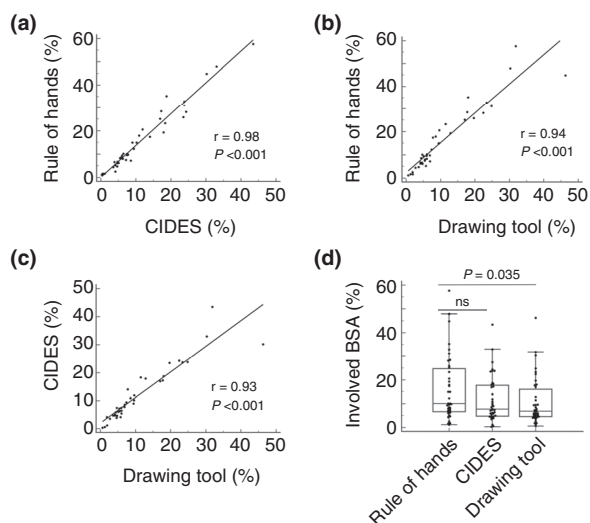 (a)
60
40
20
0
Rule of hands (%)
r = 0.98
P <0.001
0 10 20 30 40 50
CIDES (%)
(b)
60
40
20
0
Rule of hands (%)
r = 0.94
P <0.001
0 10 20 30 40 50
Drawing tool (%)
(c)
50
40
30
20
10
0
CIDES (%)
r = 0.93
P <0.001
0 10 20 30 40 50
Drawing tool (%)
(d)
P = 0.035
60
40
20
0
Involved BSA (%)
ns
Rule of hands
CIDES
Drawing tool